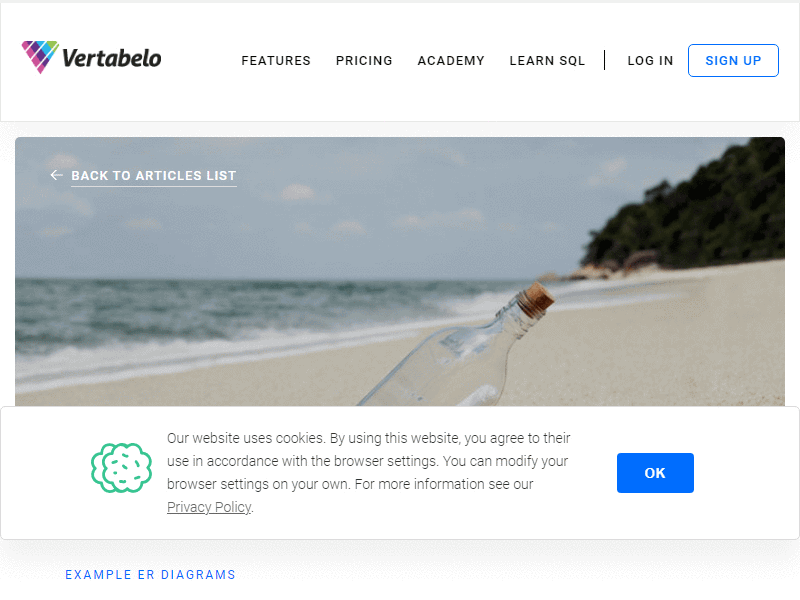 Vertabelo
FEATURES PRICING ACADEMY LEARN SQL LOG IN SIGN UP
BACK TO ARTICLES LIST
Our website uses cookies. By using this website, you agree to their
use in accordance with the browser settings. You can modify your
browser settings on your own. For more information see our
Privacy Policy.
OK
EXAMPLE ER DIAGRAMS